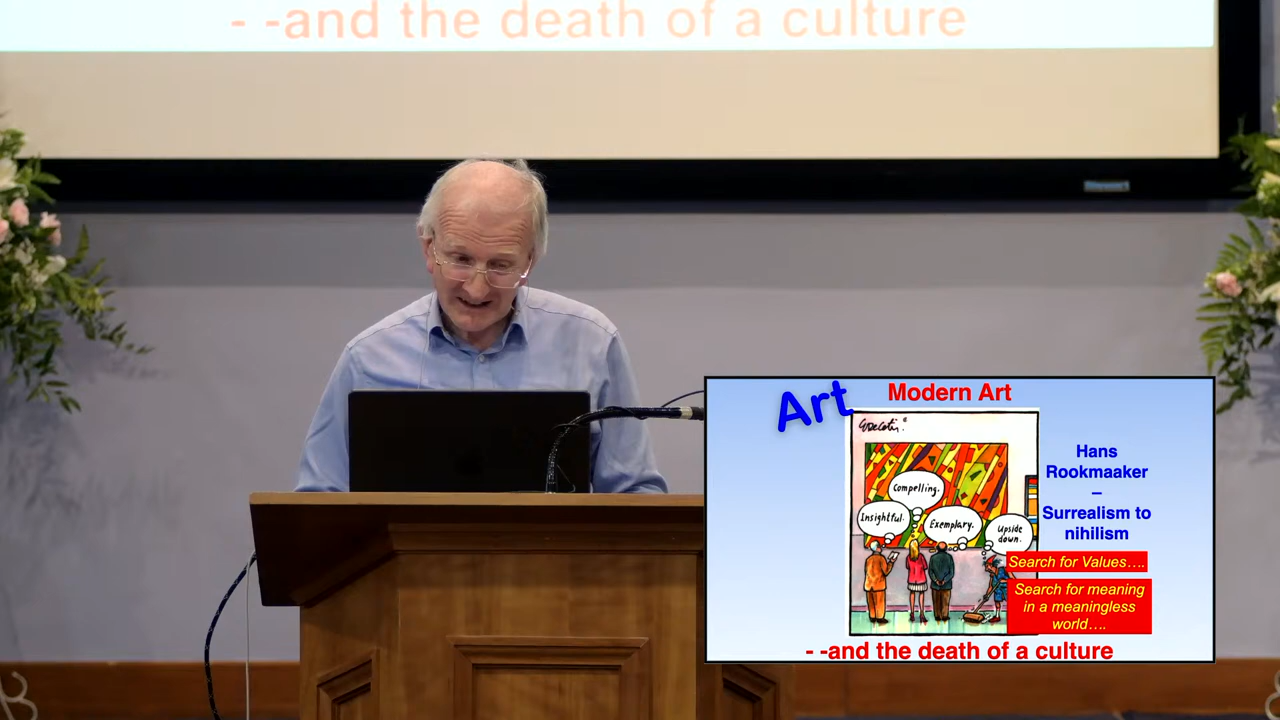 - -and the death of a culture
Art
Modern Art
Compelling.
Insightful.
Exemplary.
Upside
down.
Hans
Rookmaaker
–
Surrealism to
nihilism
Search for Values….
Search for meaning
in a meaningless
world….
- -and the death of a culture